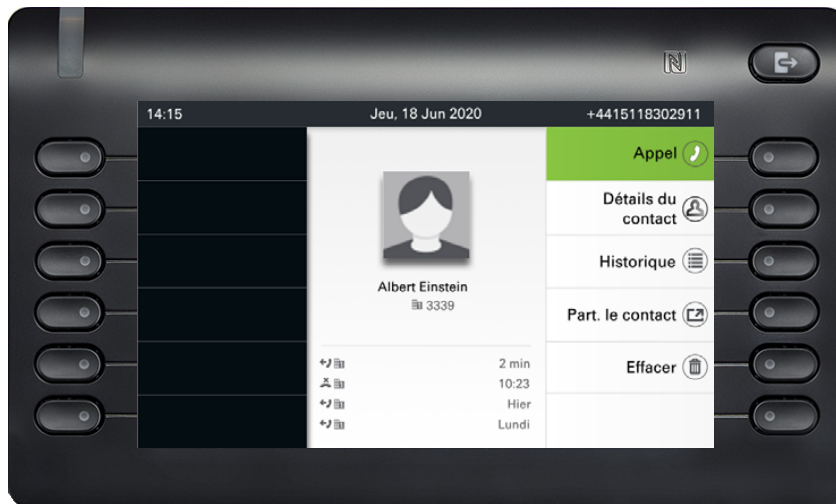 14:15
Jeu, 18 Jun 2020
+4415118302911
Appel
Détails du
contact
Historique
Part. le contact
Effacer
Albert Einstein
3339
2 min
10:23
Hier
Lundi